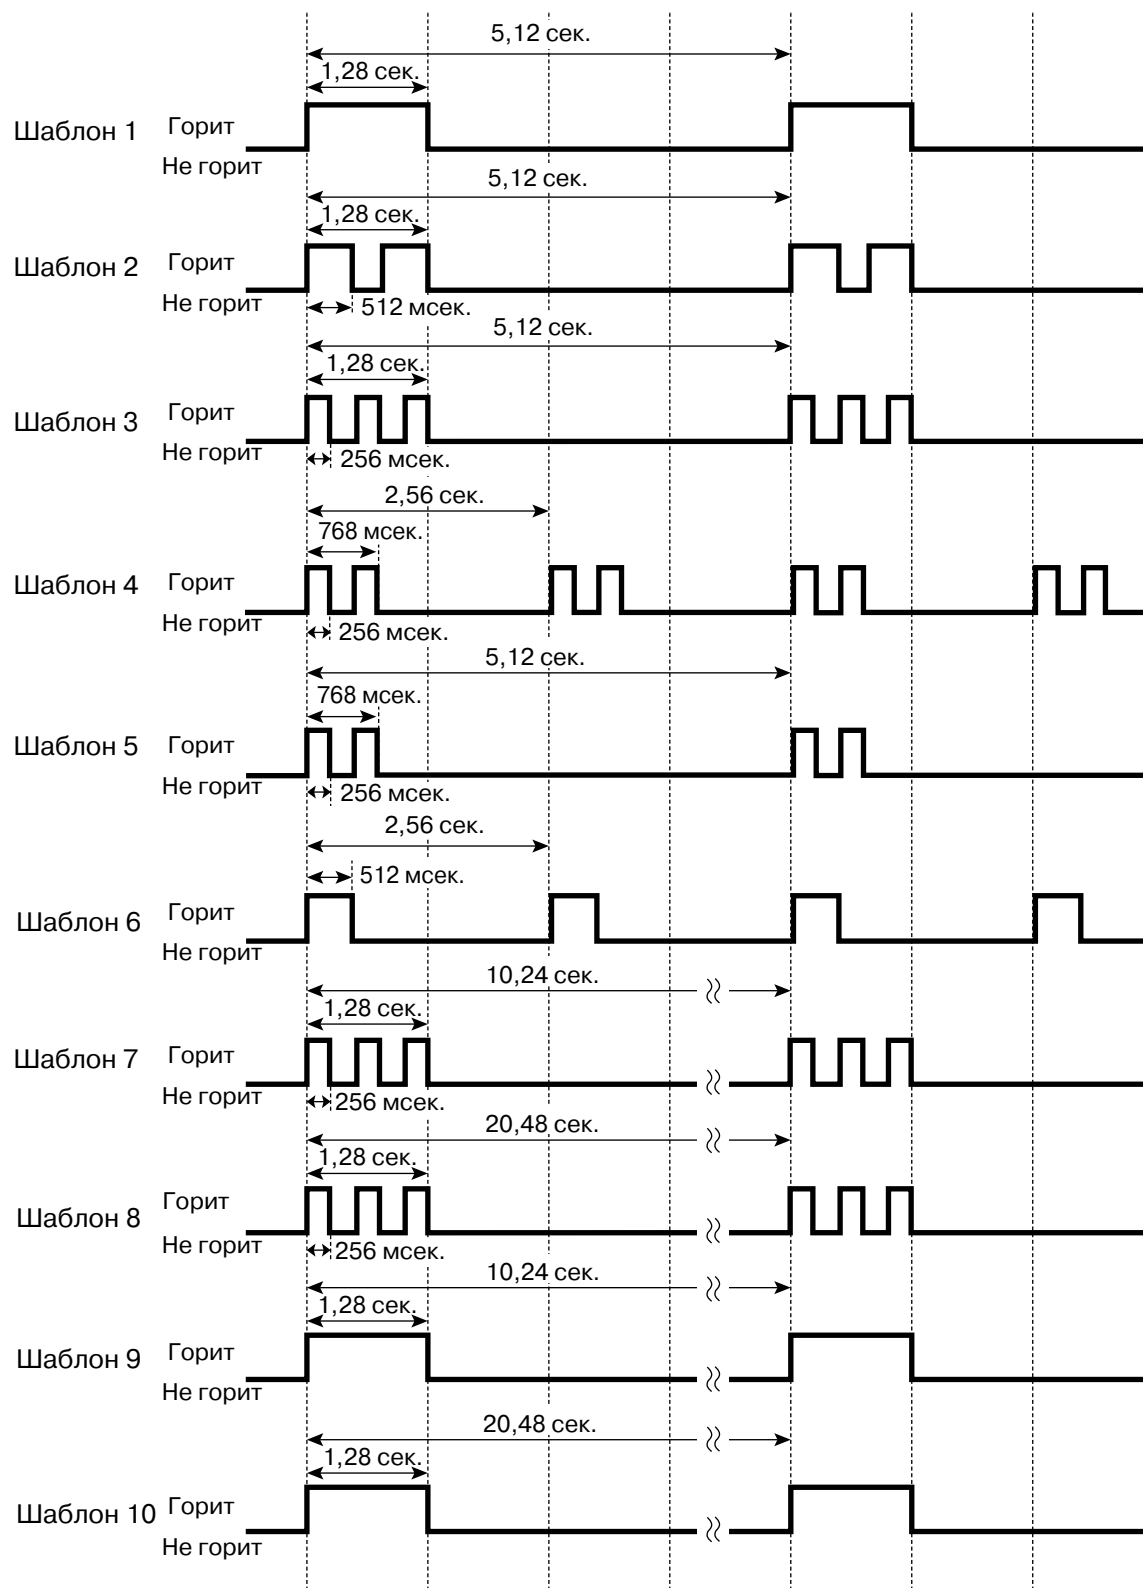 5,12 сек.
1,28 сек.
Шаблон 1 Горит
Не горит
5,12 сек.
1,28 сек.
Шаблон 2 Горит
Не горит
512 мсек.
5,12 сек.
1,28 сек.
Шаблон 3 Горит
Не горит
256 мсек.
2,56 сек.
768 мсек.
Шаблон 4 Горит
Не горит
256 мсек.
5,12 сек.
768 мсек.
Шаблон 5 Горит
Не горит
256 мсек.
2,56 сек.
512 мсек.
Шаблон 6 Горит
Не горит
10,24 сек.
1,28 сек.
Шаблон 7 Горит
Не горит
256 мсек.
20,48 сек.
1,28 сек.
Шаблон 8 Горит
Не горит
256 мсек.
10,24 сек.
1,28 сек.
Шаблон 9 Горит
Не горит
20,48 сек.
1,28 сек.
Шаблон 10 Горит
Не горит